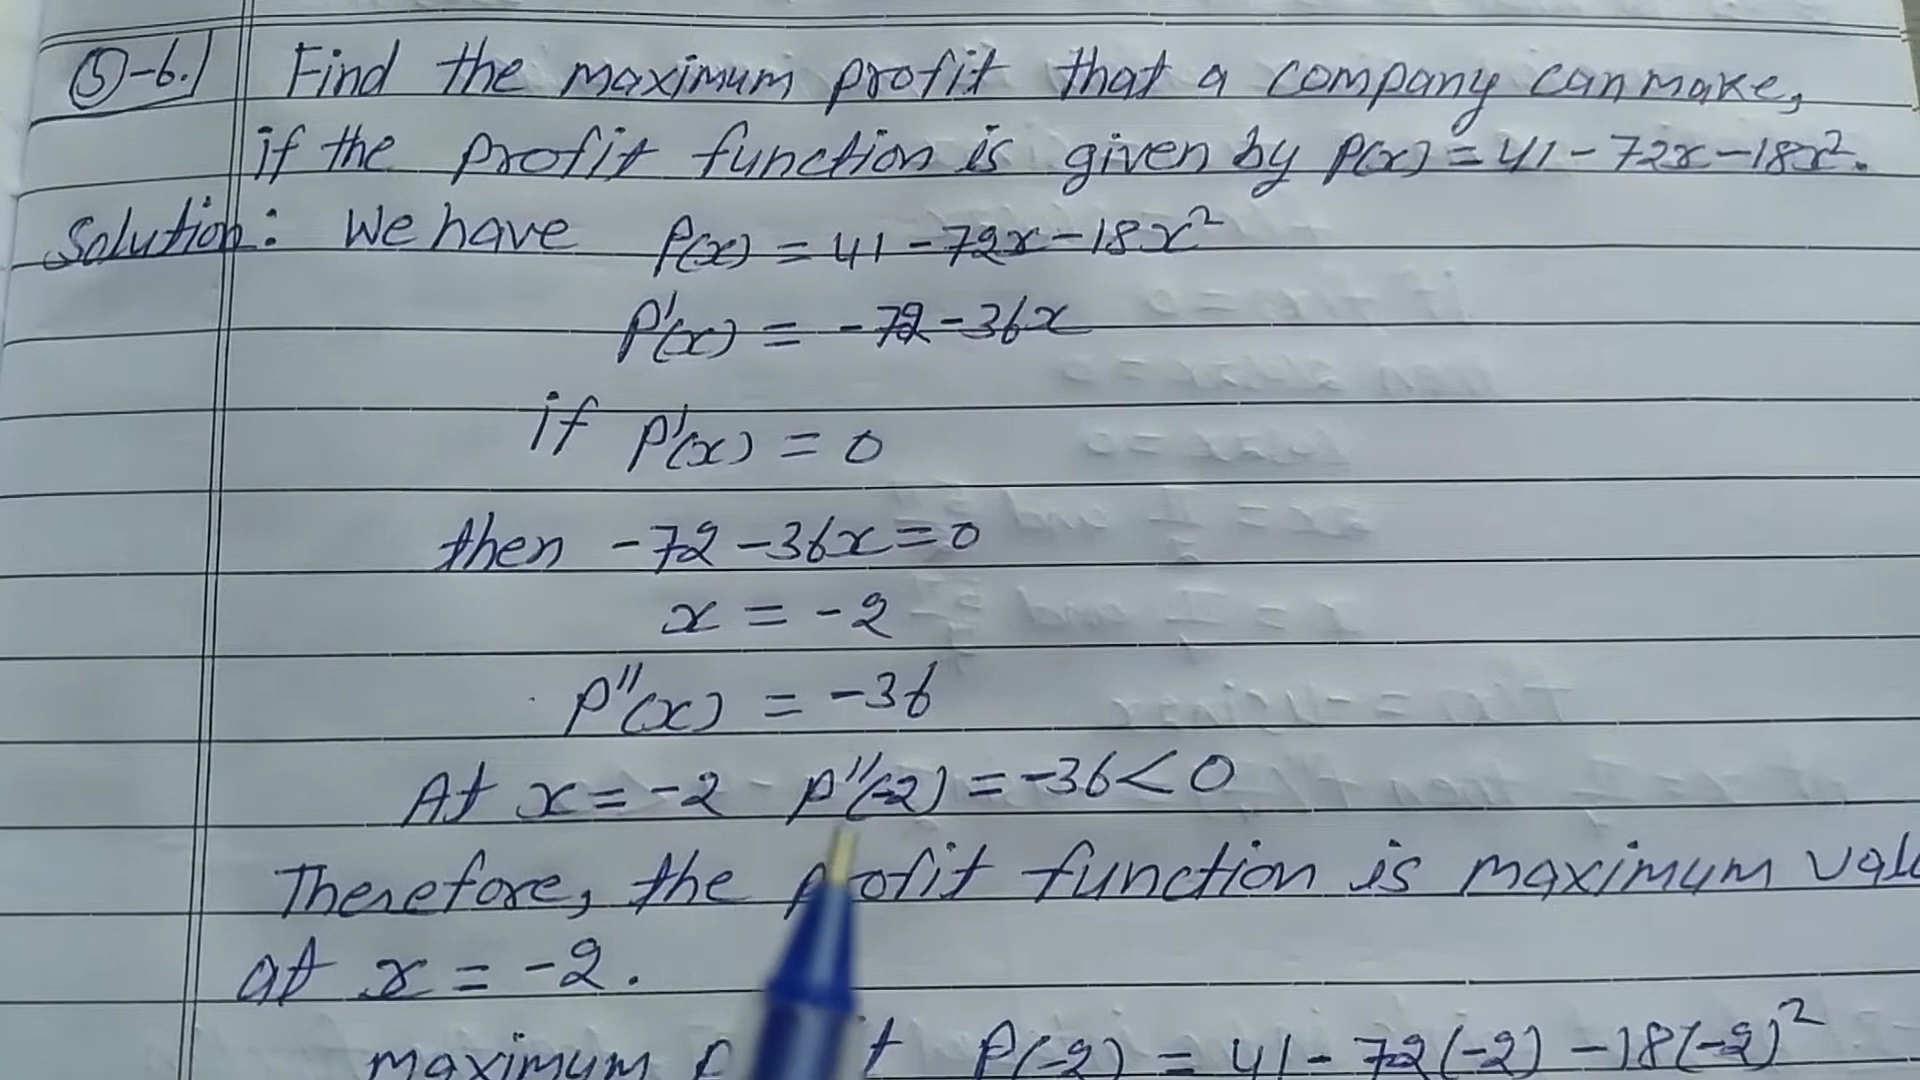 ⑤-6.) Find the maximum profit that a company can make,
if the profit function is given by P(x) = 41 - 72x - 18x².
Solution: We have P(x) = 41 - 72x - 18x²
P'(x) = -72 - 36x
if P'(x) = 0
then -72 - 36x = 0
x = -2
P''(x) = -36
At x = -2 P''(-2) = -36 < 0
Therefore, the profit function is maximum
at x = -2.
maximum P(-2) = 41 - 72(-2) - 18(-2)²